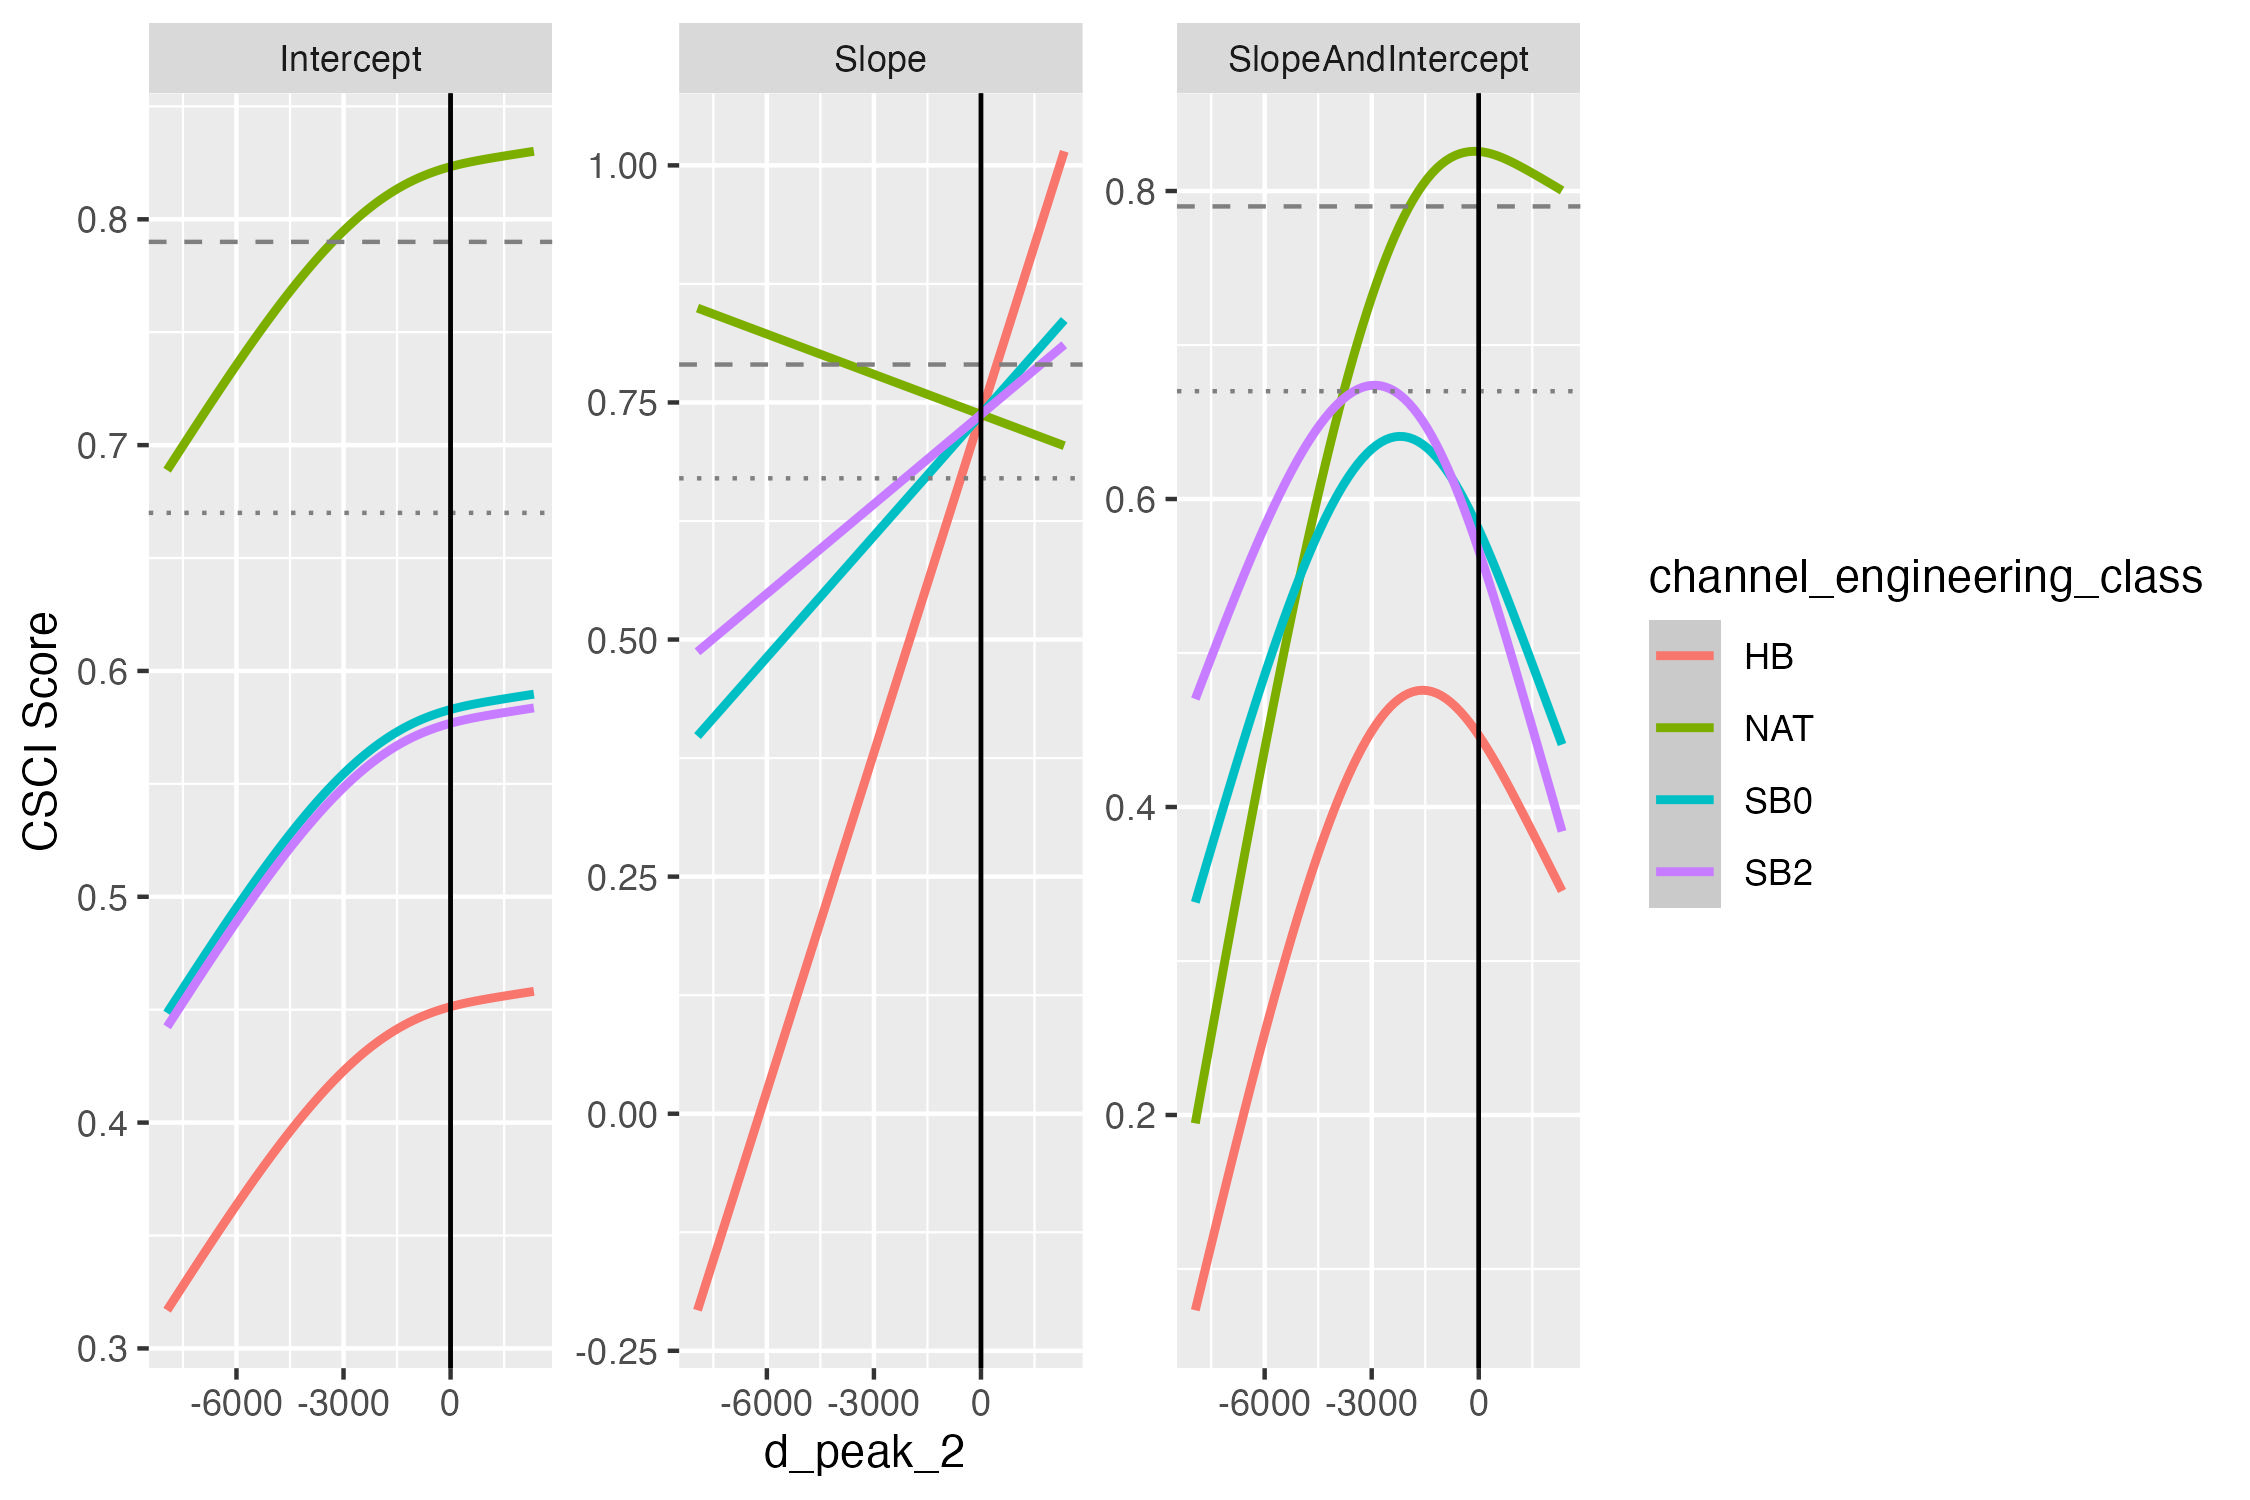 Intercept
Slope
SlopeAndIntercept
CSCI Score
0.8
0.7
0.6
0.5
0.4
0.3
1.00
0.75
0.50
0.25
0.00
-0.25
0.8
0.6
0.4
0.2
-6000 -3000 0
-6000 -3000 0
-6000 -3000 0
d_peak_2
channel_engineering_class
HB
NAT
SB0
SB2